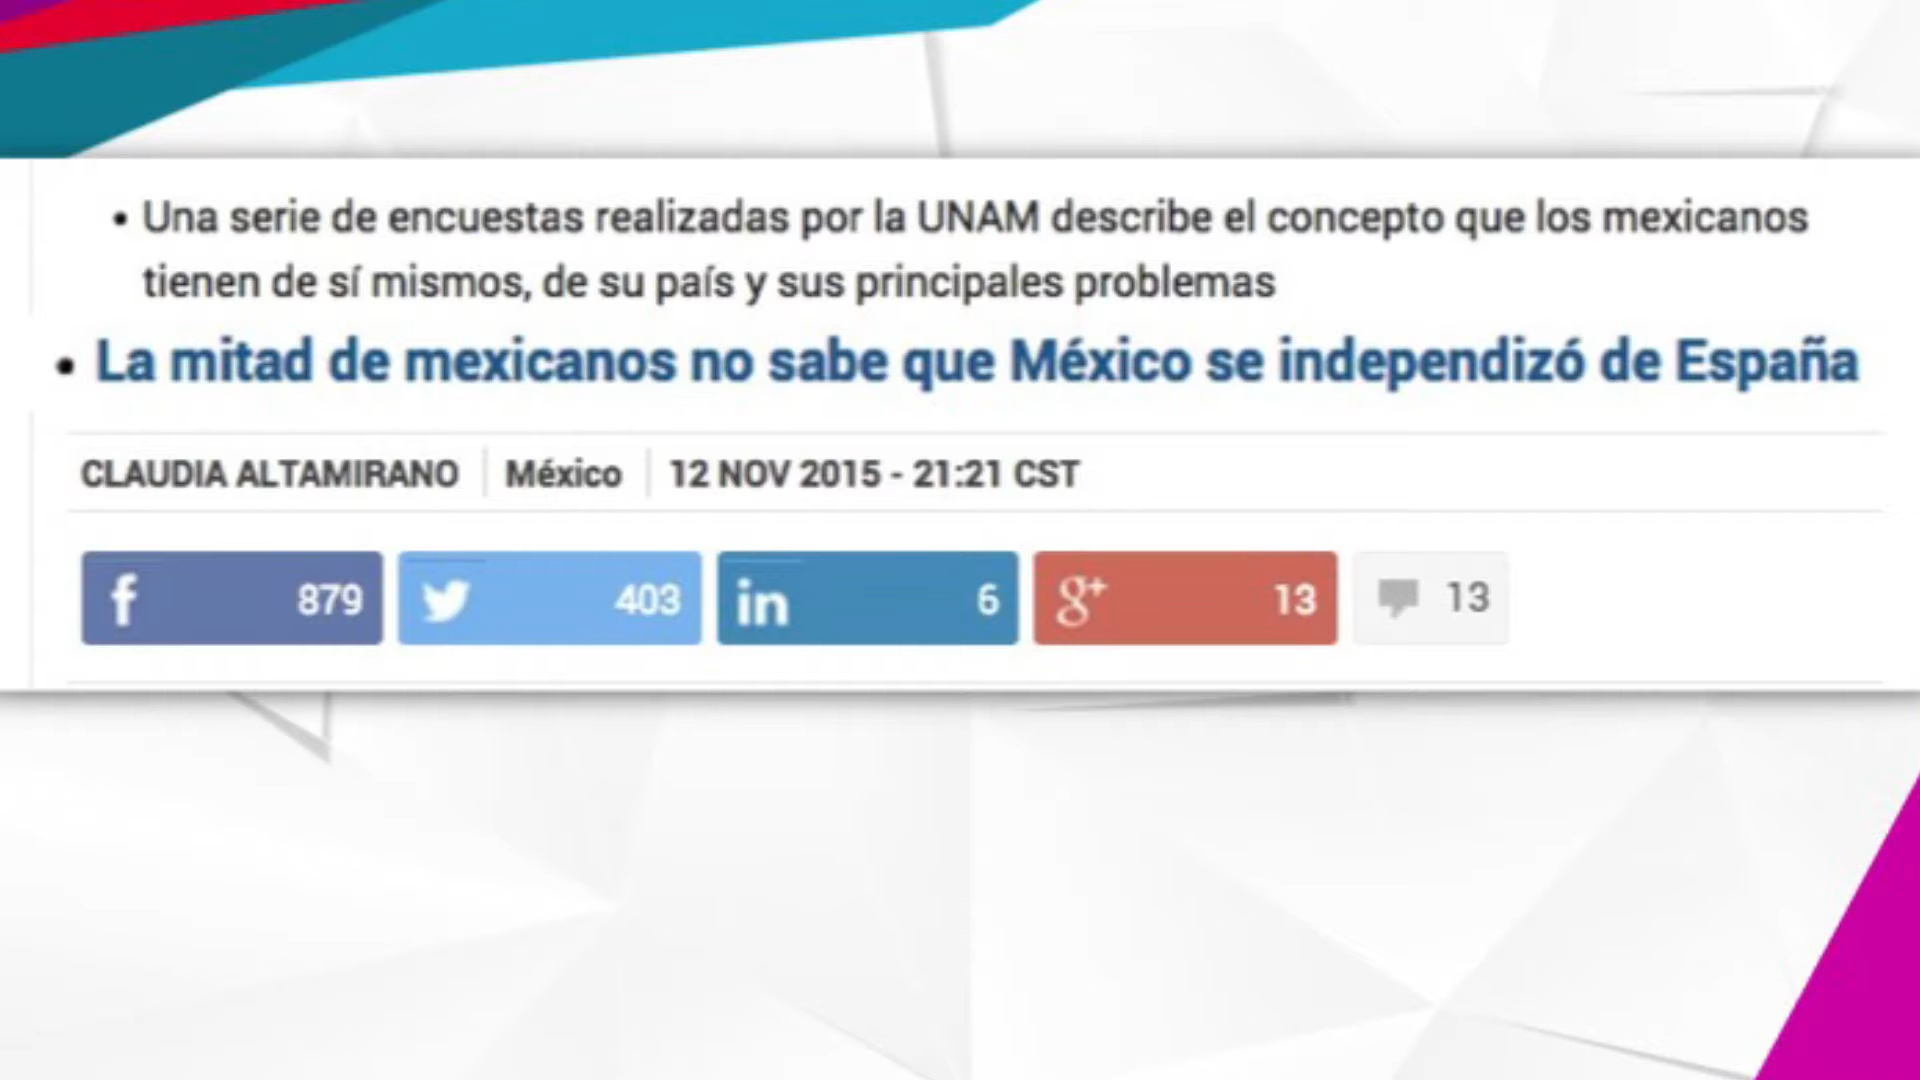 • Una serie de encuestas realizadas por la UNAM describe el concepto que los mexicanos
tienen de sí mismos, de su país y sus principales problemas
• La mitad de mexicanos no sabe que México se independizó de España
CLAUDIA ALTAMIRANO México 12 NOV 2015 - 21:21 CST
f 879 403 in 6 g+ 13 13